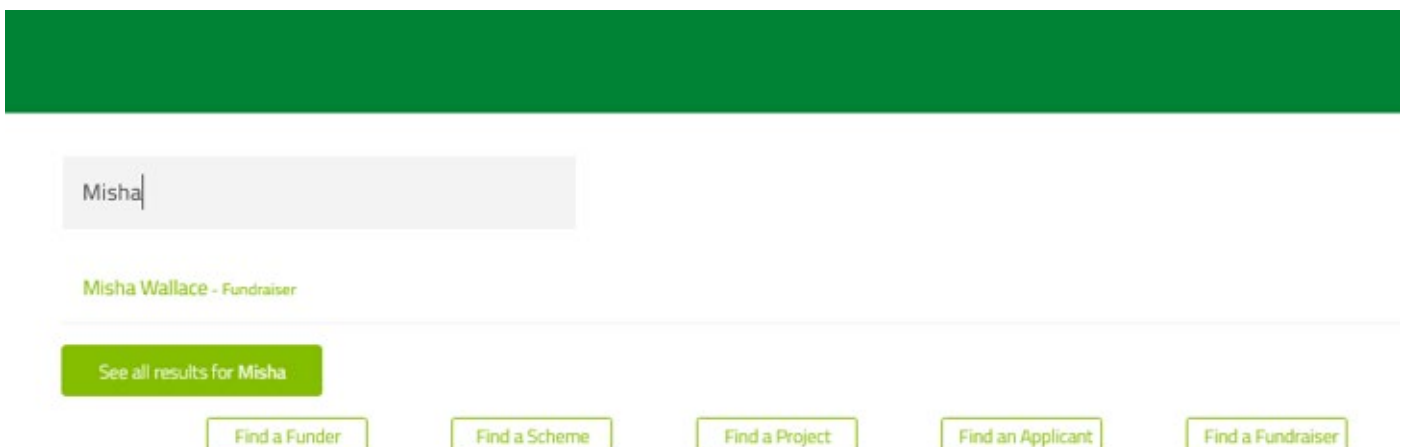 Misha
Misha Wallace - Fundraiser
See all results for Misha
Find a Funder Find a Scheme Find a Project Find an Applicant Find a Fundraiser